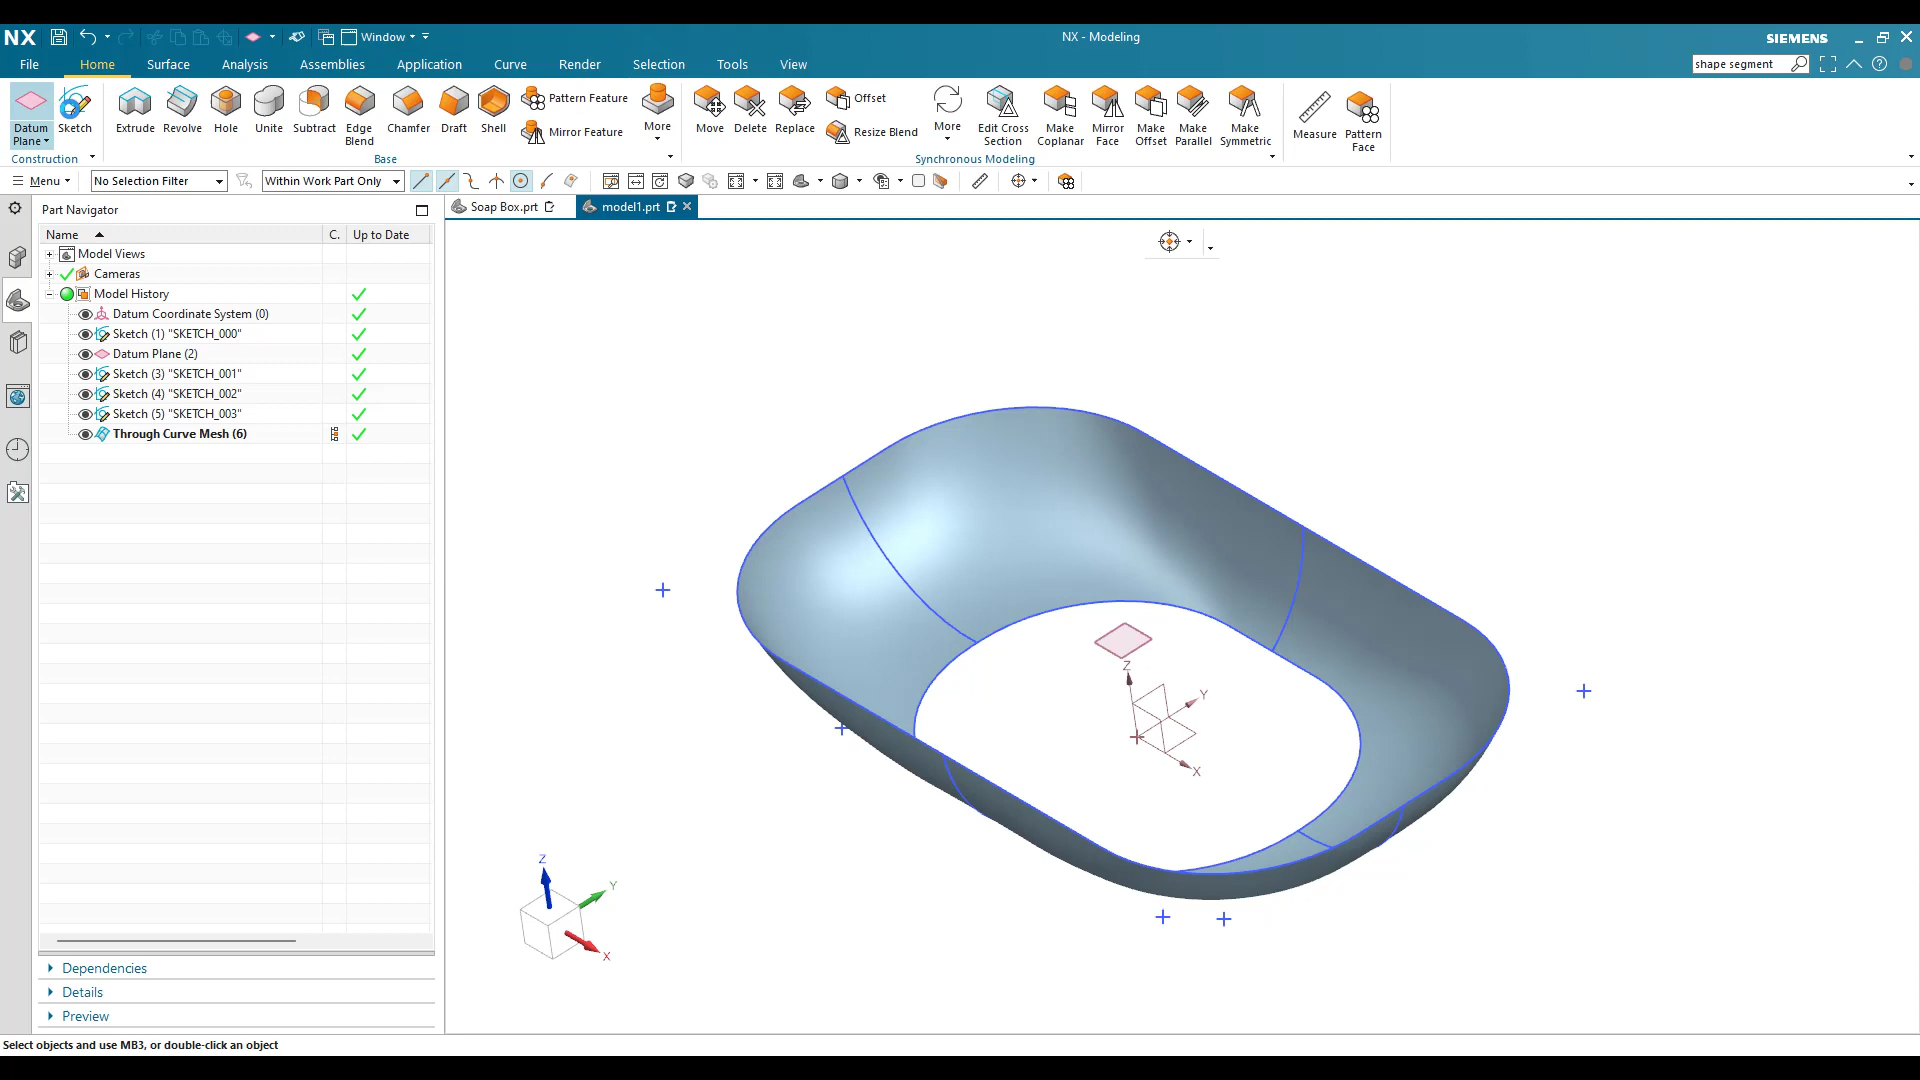 NX
Window
NX - Modeling
SIEMENS
File
Home
Surface
Analysis
Assemblies
Application
Curve
Render
Selection
Tools
View
shape segment
Datum Plane
Sketch
Extrude
Revolve
Hole
Unite
Subtract
Edge Blend
Chamfer
Draft
Shell
Pattern Feature
Mirror Feature
More
Move
Delete
Replace
Offset
Resize Blend
More
Edit Cross Section
Make Coplanar
Mirror Face
Make Offset
Make Parallel
Make Symmetric
Measure
Pattern Face
Construction
Base
Synchronous Modeling
Menu
No Selection Filter
Within Work Part Only
Part Navigator
Soap Box.prt
model1.prt
Name
C.
Up to Date
Model Views
Cameras
Model History
Datum Coordinate System (0)
Sketch (1) "SKETCH_000"
Datum Plane (2)
Sketch (3) "SKETCH_001"
Sketch (4) "SKETCH_002"
Sketch (5) "SKETCH_003"
Through Curve Mesh (6)
Z
Y
X
Z
Y
X
Dependencies
Details
Preview
Select objects and use MB3, or double-click an object